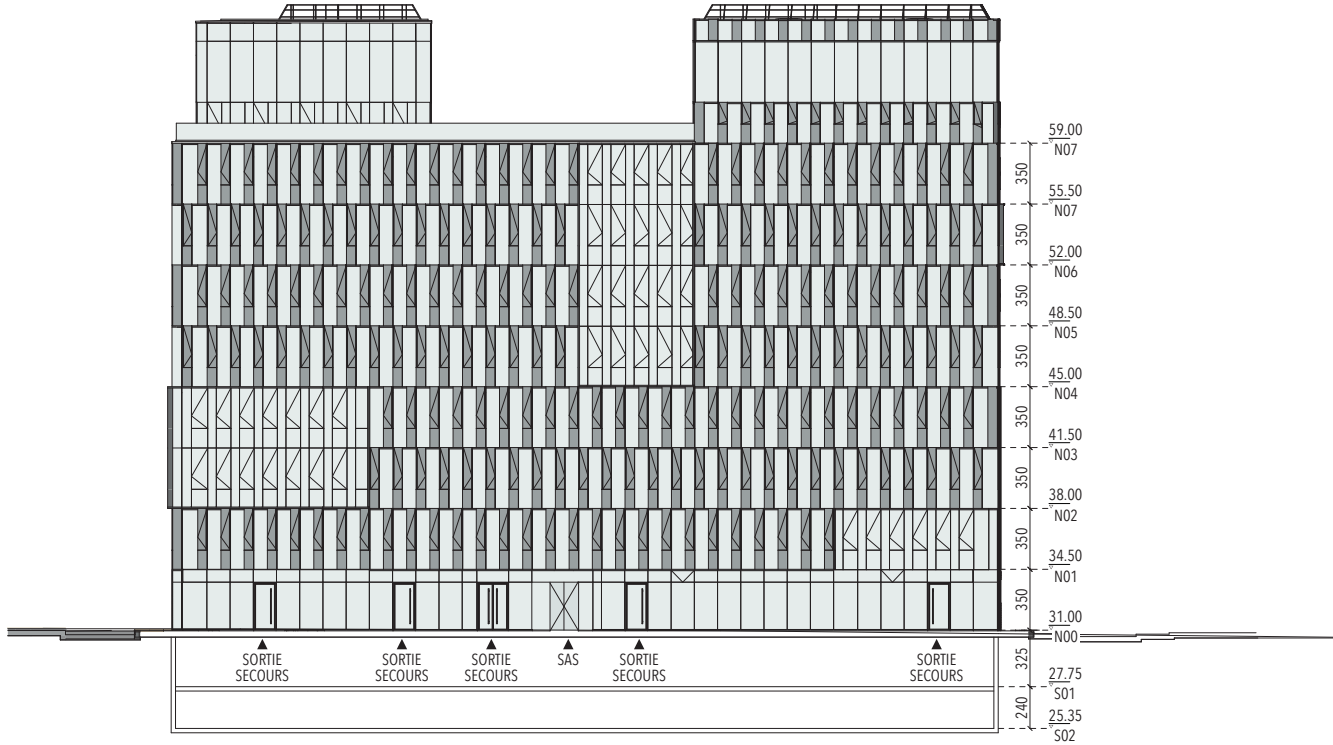 59.00
N07
350
55.50
N07
350
52.00
N06
350
48.50
N05
350
45.00
N04
350
41.50
N03
350
38.00
N02
350
34.50
N01
350
31.00
N00
SORTIE
SECOURS
SORTIE
SECOURS
SORTIE
SECOURS
SAS
SORTIE
SECOURS
SORTIE
SECOURS
325
27.75
S01
240
25.35
S02